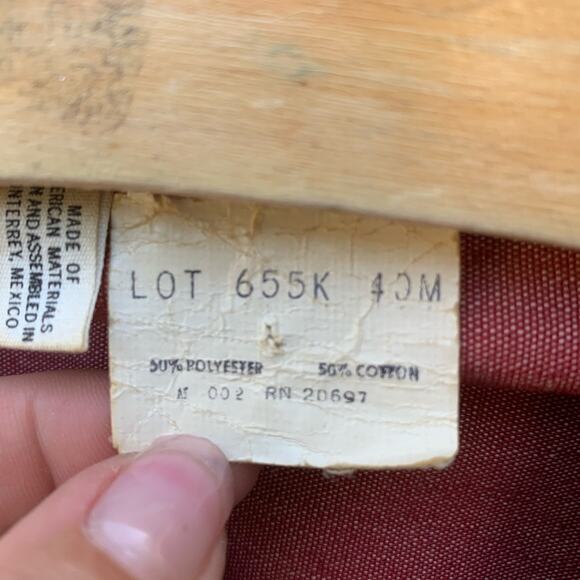 MADE OF
ERICAN MATERIALS
N AND ASSEMBLED IN
NTERREY, MEXICO
LOT 655K 40M
50% POLYESTER 50% COTTON
002 RN 20697